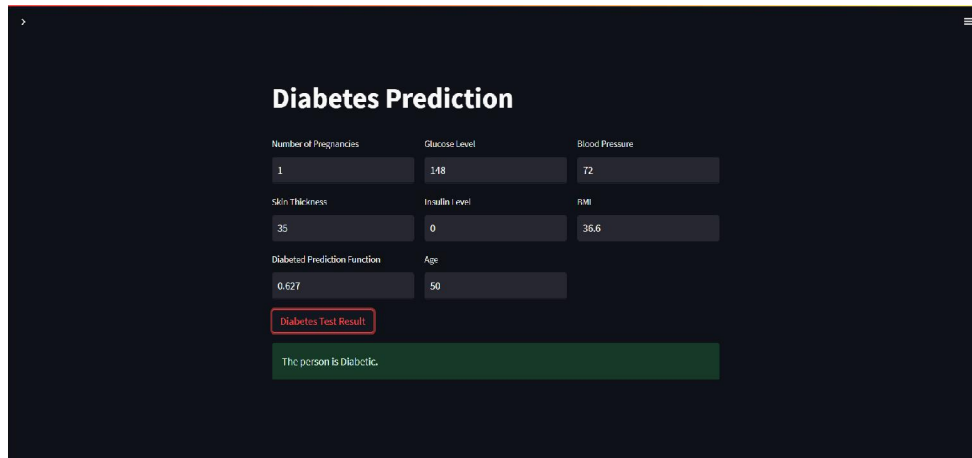 Diabetes Prediction
Number of Pregnancies Glucose Level Blood Pressure
1 148 72
Skin Thickness Insulin Level BMI
35 0 36.6
Diabeted Prediction Function Age
0.627 50
Diabetes Test Result
The person is Diabetic.